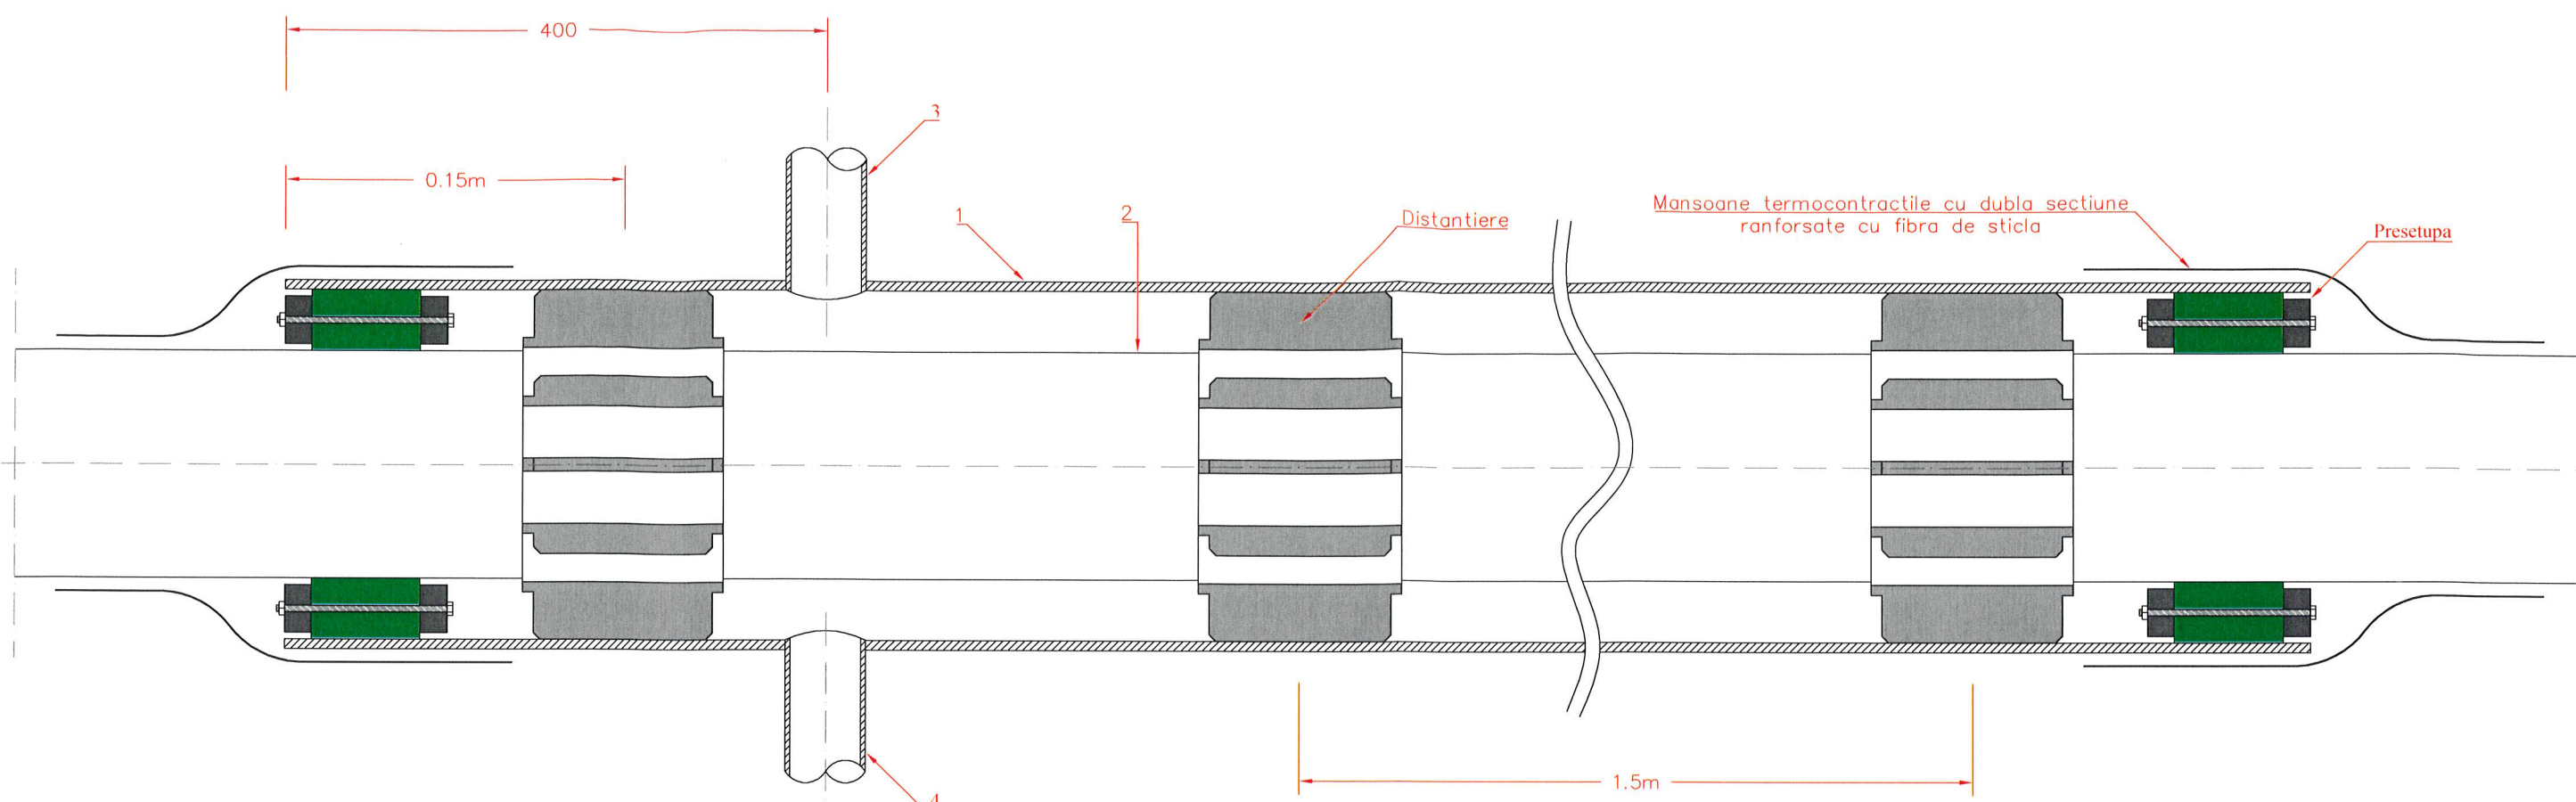 400
3
0.15m
1
2
Distantiere
Mansoane termocontractile cu dubla sectiune
ranforsate cu fibra de sticla
Presetupa
1.5m
4